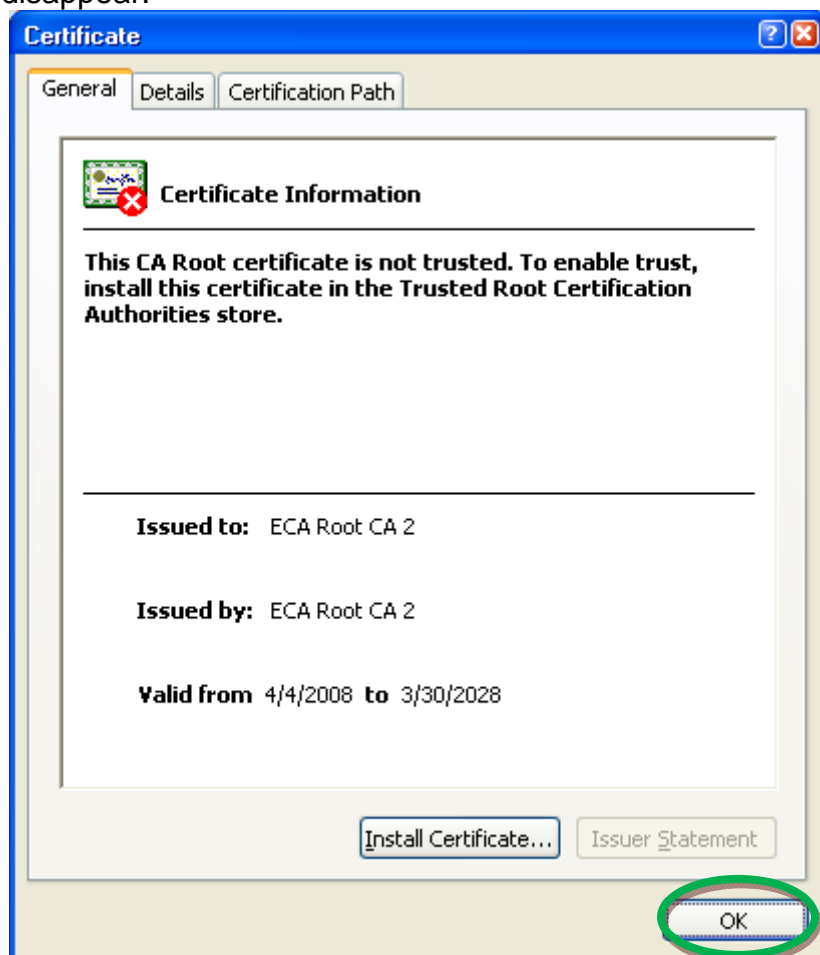 disappear.
Certificate
General Details Certification Path
Certificate Information
This CA Root certificate is not trusted. To enable trust,
install this certificate in the Trusted Root Certification
Authorities store.
Issued to: ECA Root CA 2
Issued by: ECA Root CA 2
Valid from 4/4/2008 to 3/30/2028
Install Certificate... Issuer Statement
OK